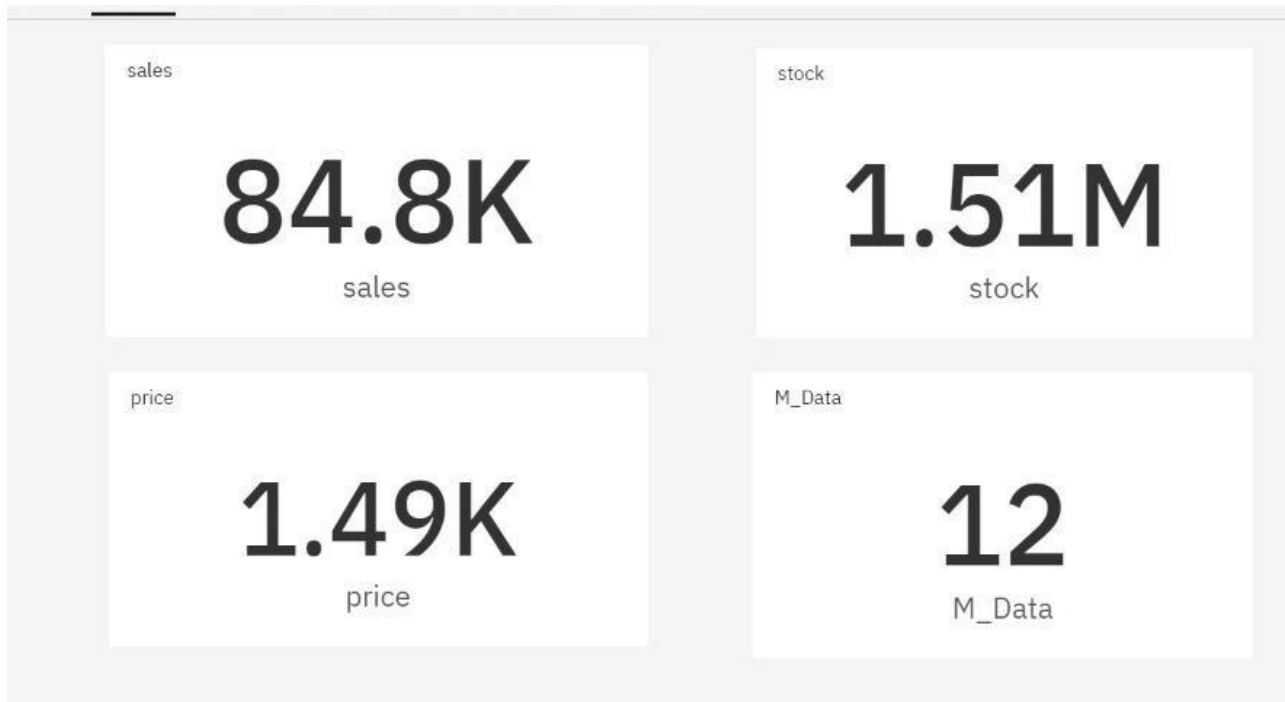 sales
84.8K
sales
stock
1.51M
stock
price
1.49K
price
M_Data
12
M_Data